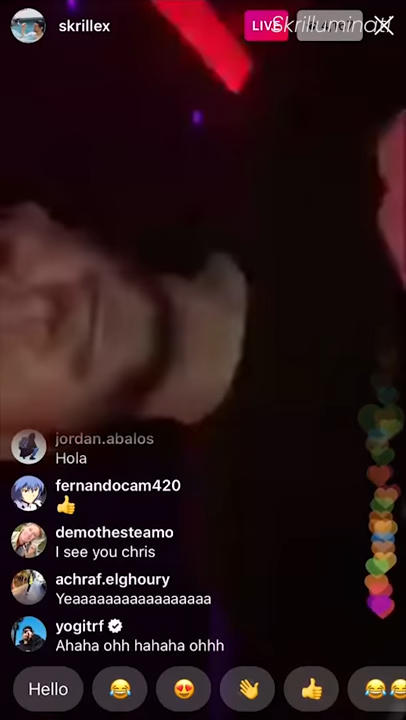 skrillex
LIVE
Skrilluminati
jordan.abalos
Hola
fernandocam420
👍
demothesteamo
I see you chris
achraf.elghoury
Yeaaaaaaaaaaaaaaaaa
yogitrf
Ahaha ohh hahaha ohhh
Hello 😂 😍 👋 👍 😂😂